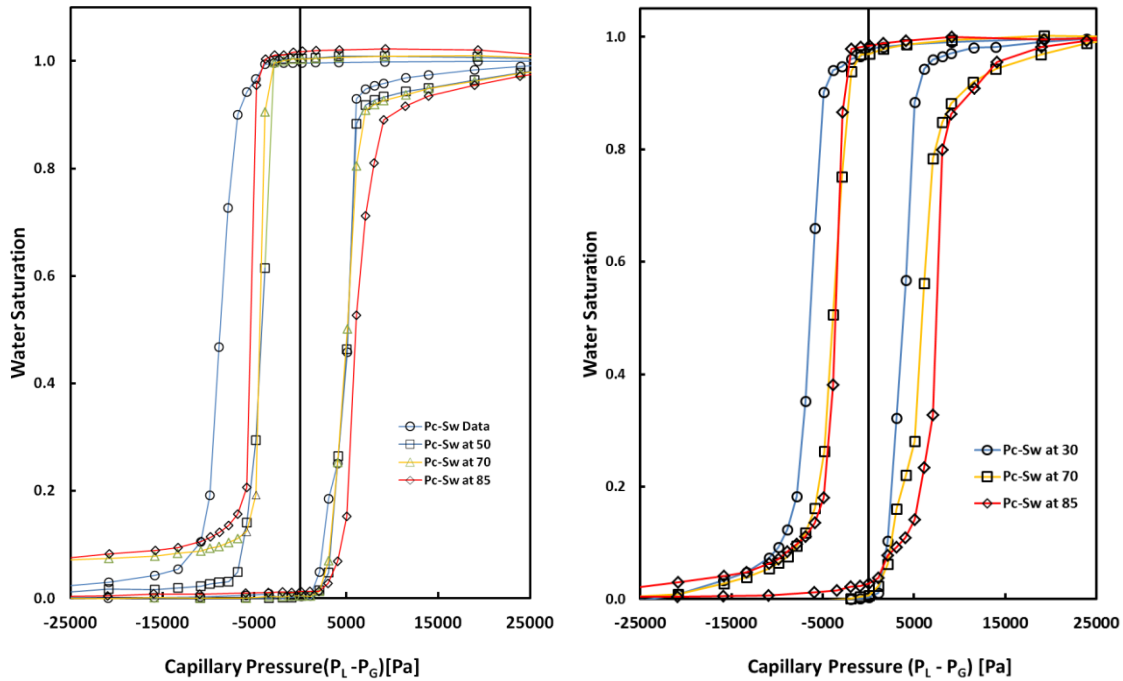 1.0
0.8
0.6
0.4
0.2
0.0
Water Saturation
-25000 -15000 -5000 5000 15000 25000
Capillary Pressure(PL -PG)[Pa]
Pc-Sw Data
Pc-Sw at 50
Pc-Sw at 70
Pc-Sw at 85
1.0
0.8
0.6
0.4
0.2
0.0
Water Saturation
-25000 -15000 -5000 5000 15000 25000
Capillary Pressure (PL - PG) [Pa]
Pc-Sw at 30
Pc-Sw at 70
Pc-Sw at 85